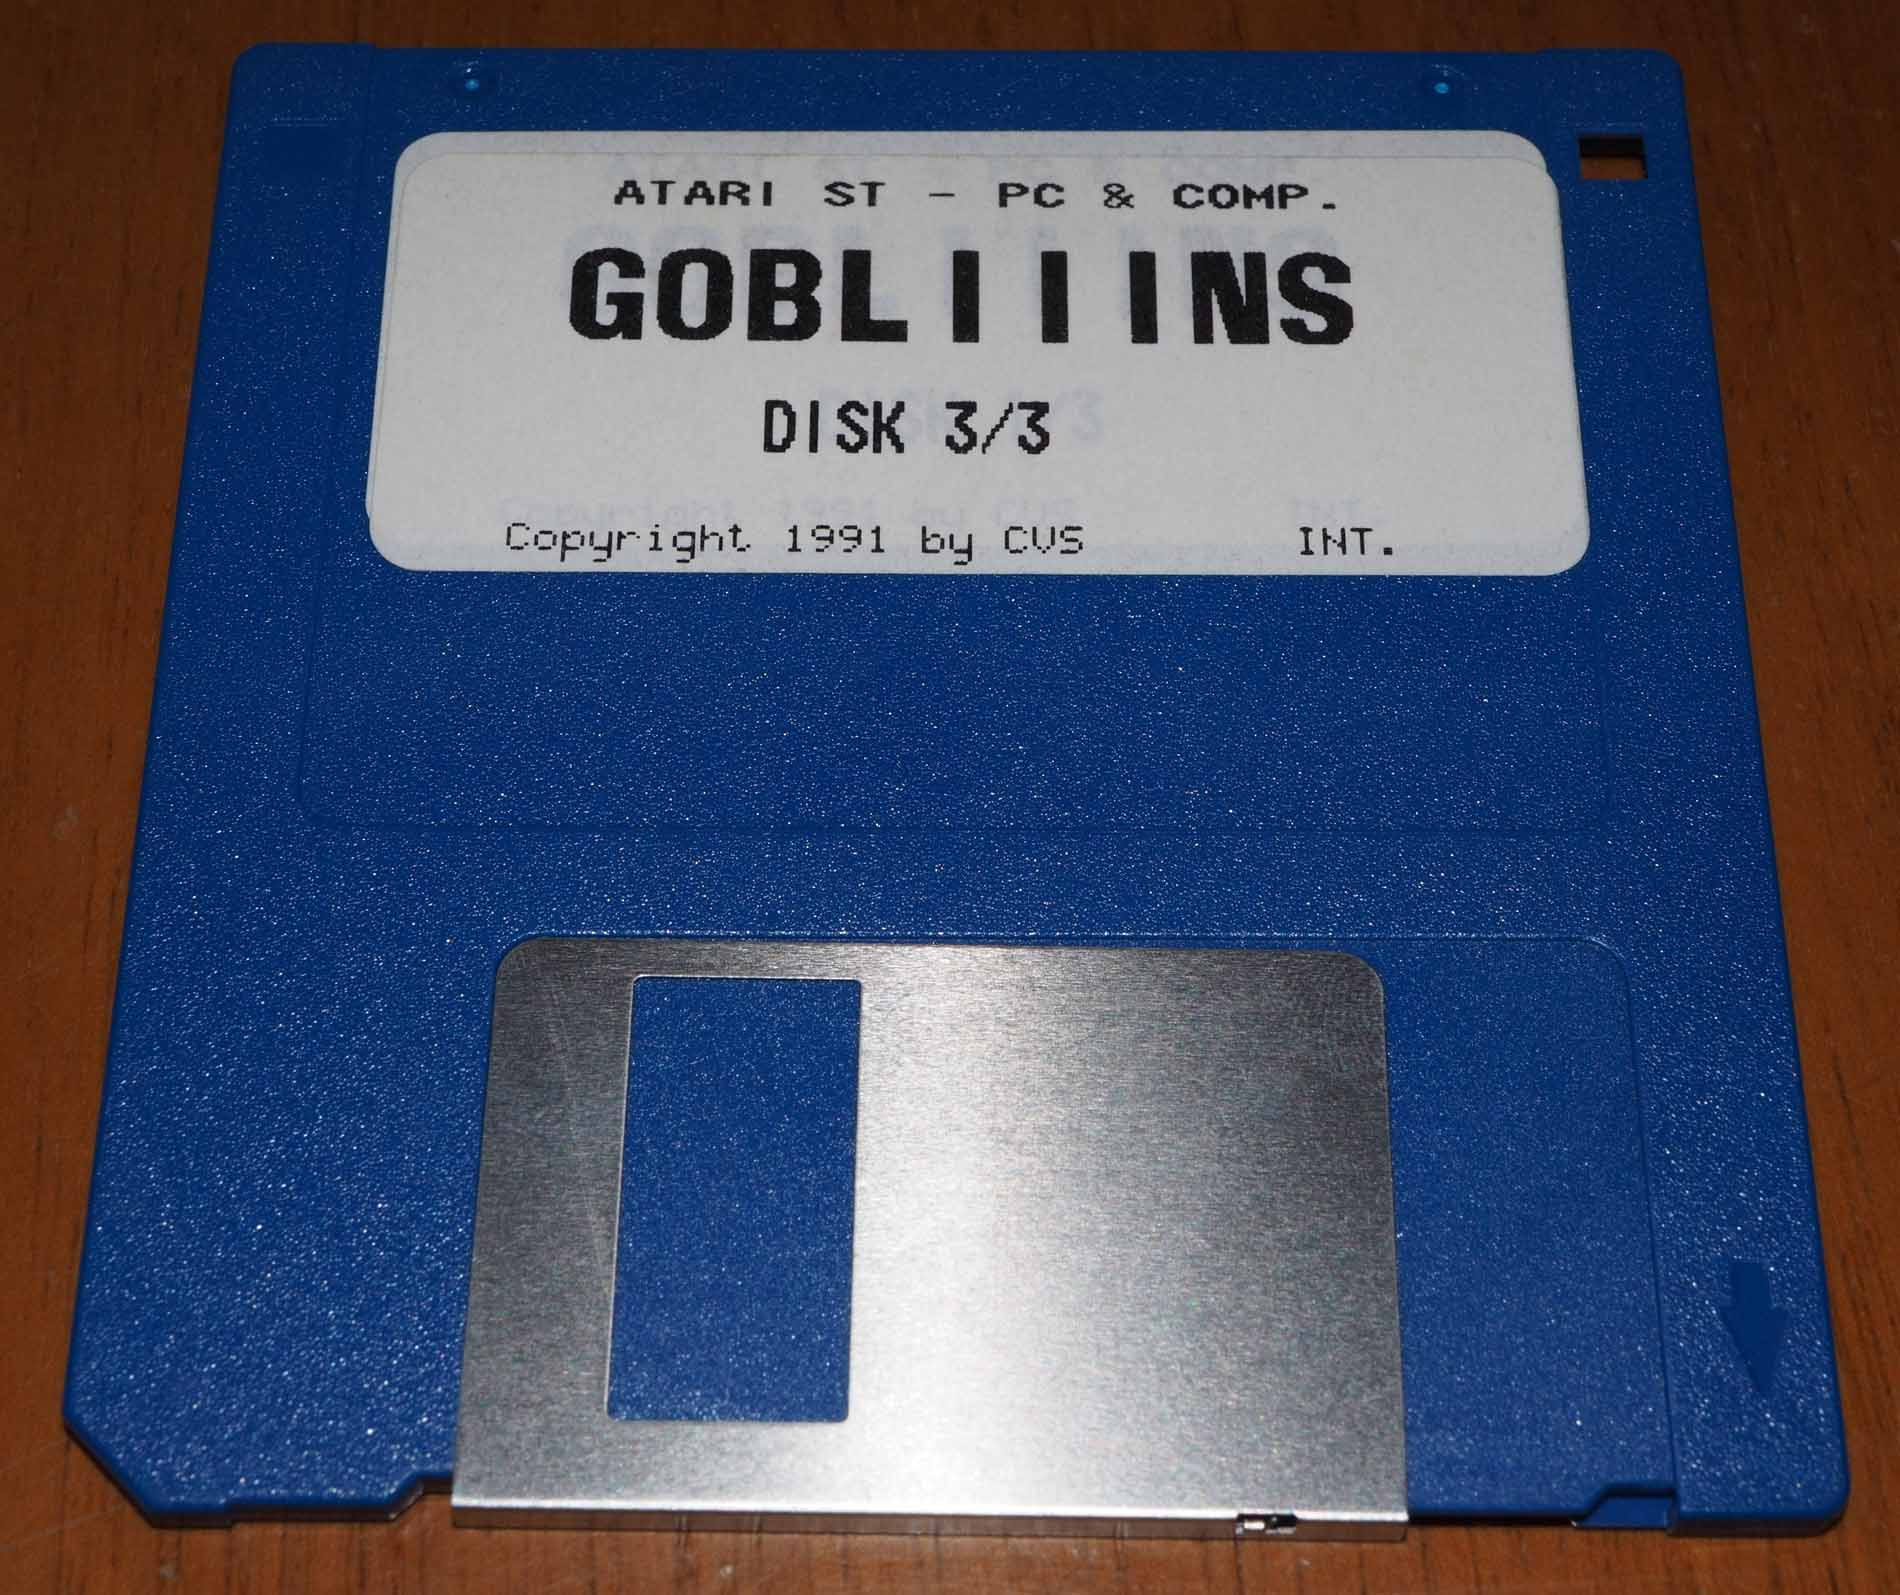 ATARI ST - PC & COMP.
GOBLIIINS
DISK 3/3
Copyright 1991 by CVS INT.